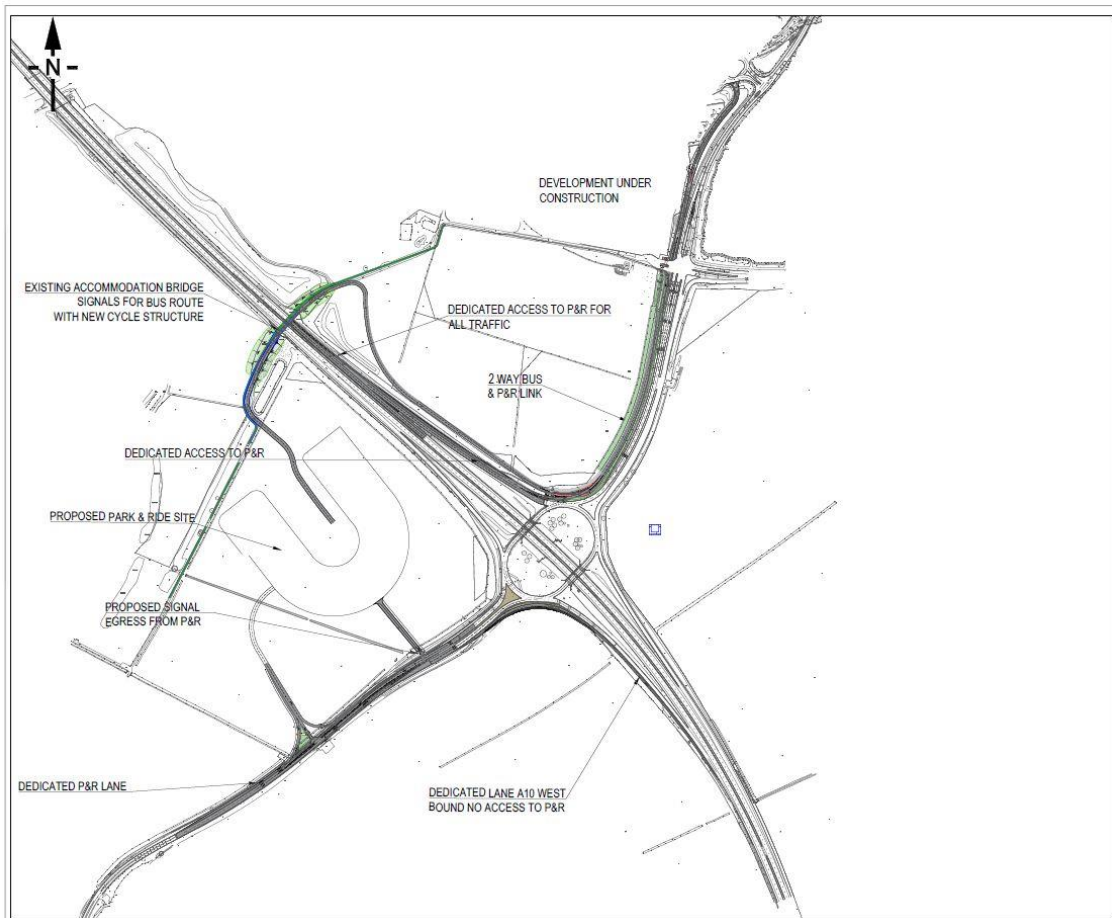 N
DEVELOPMENT UNDER
CONSTRUCTION
EXISTING ACCOMMODATION BRIDGE
SIGNALS FOR BUS ROUTE
WITH NEW CYCLE STRUCTURE
DEDICATED ACCESS TO P&R FOR
ALL TRAFFIC
2 WAY BUS
& P&R LINK
DEDICATED ACCESS TO P&R
PROPOSED PARK & RIDE SITE
PROPOSED SIGNAL
EGRESS FROM P&R
DEDICATED P&R LANE
DEDICATED LANE A10 WEST
BOUND NO ACCESS TO P&R